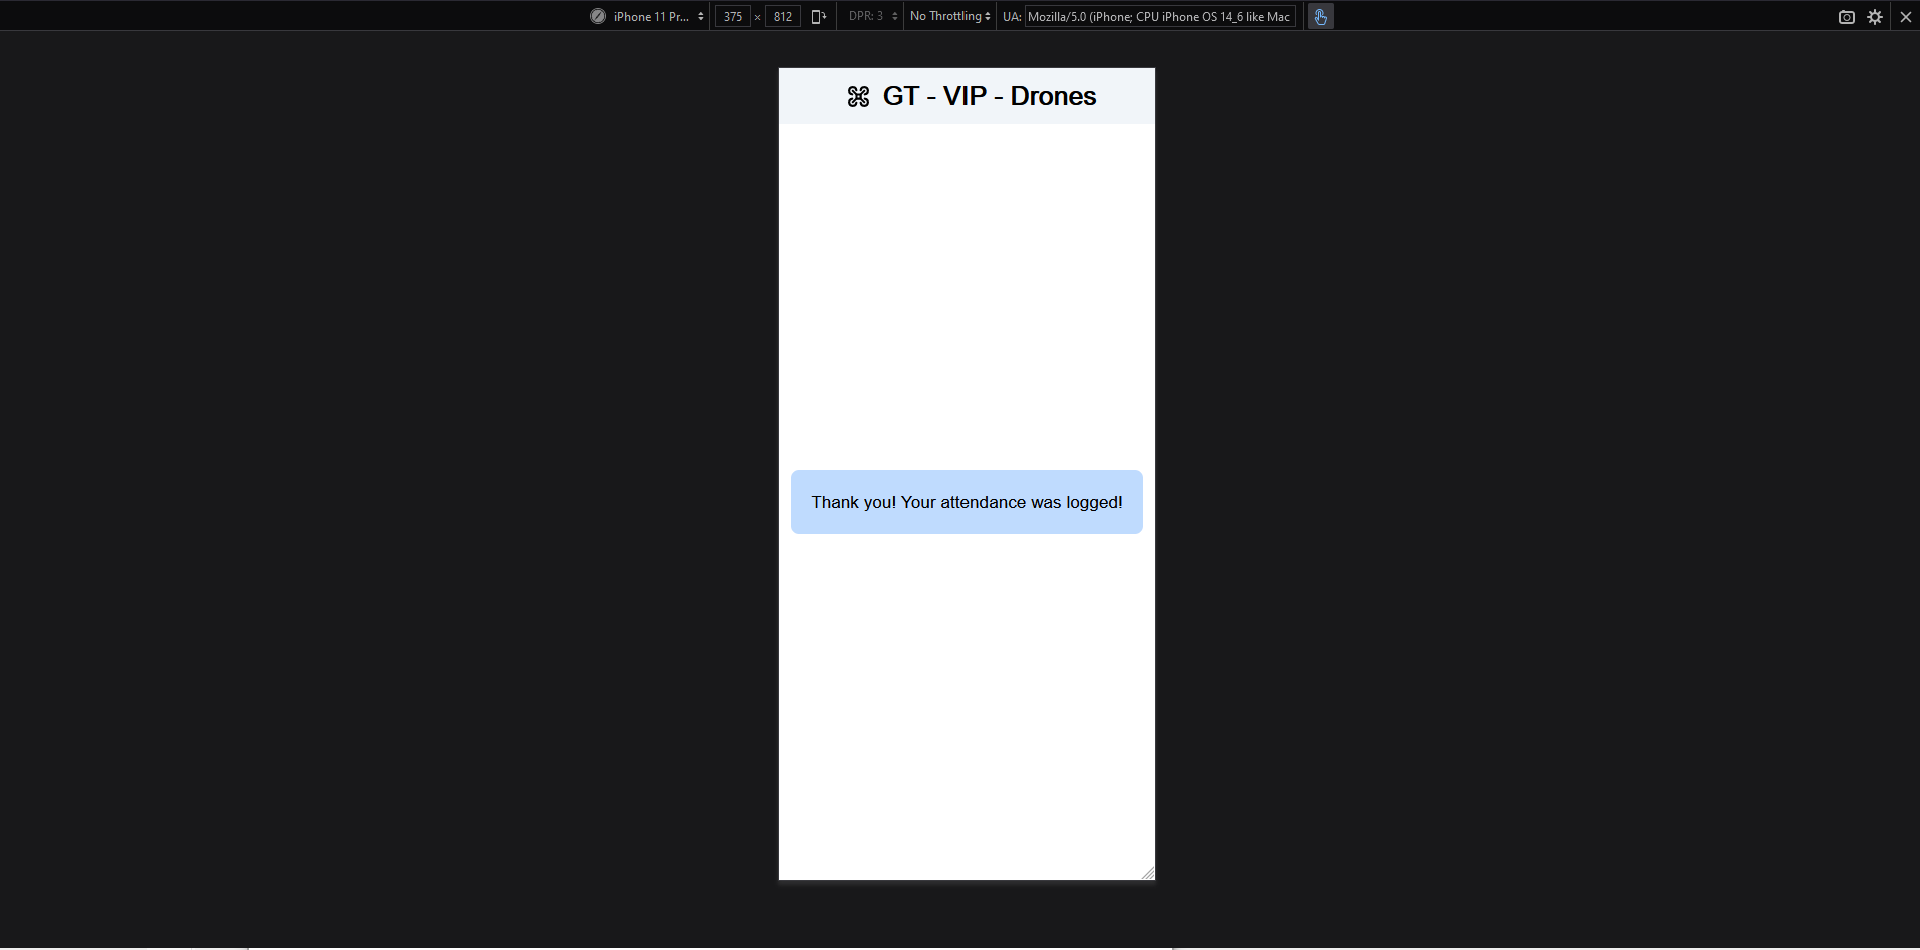 iPhone 11 Pr... 375 × 812 DPR: 3 No Throttling UA: Mozilla/5.0 (iPhone; CPU iPhone OS 14_6 like Mac
GT - VIP - Drones
Thank you! Your attendance was logged!